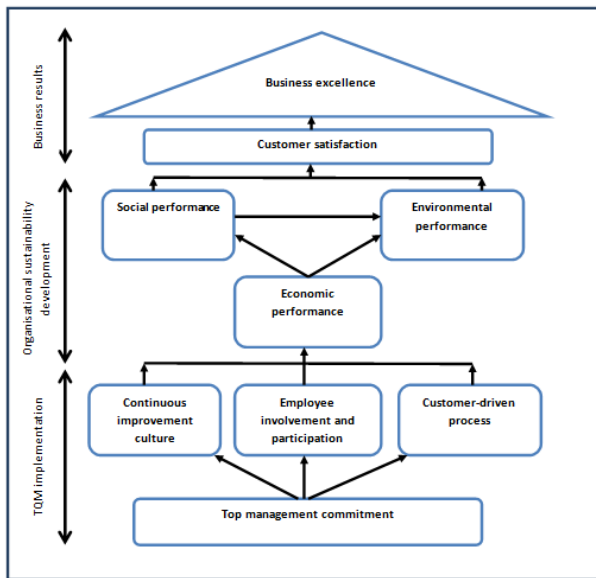 Business results
Business excellence
Customer satisfaction
Organisational sustainability
development
Social performance
Environmental
performance
Economic
performance
TQM implementation
Continuous
improvement
culture
Employee
involvement and
participation
Customer-driven
process
Top management commitment